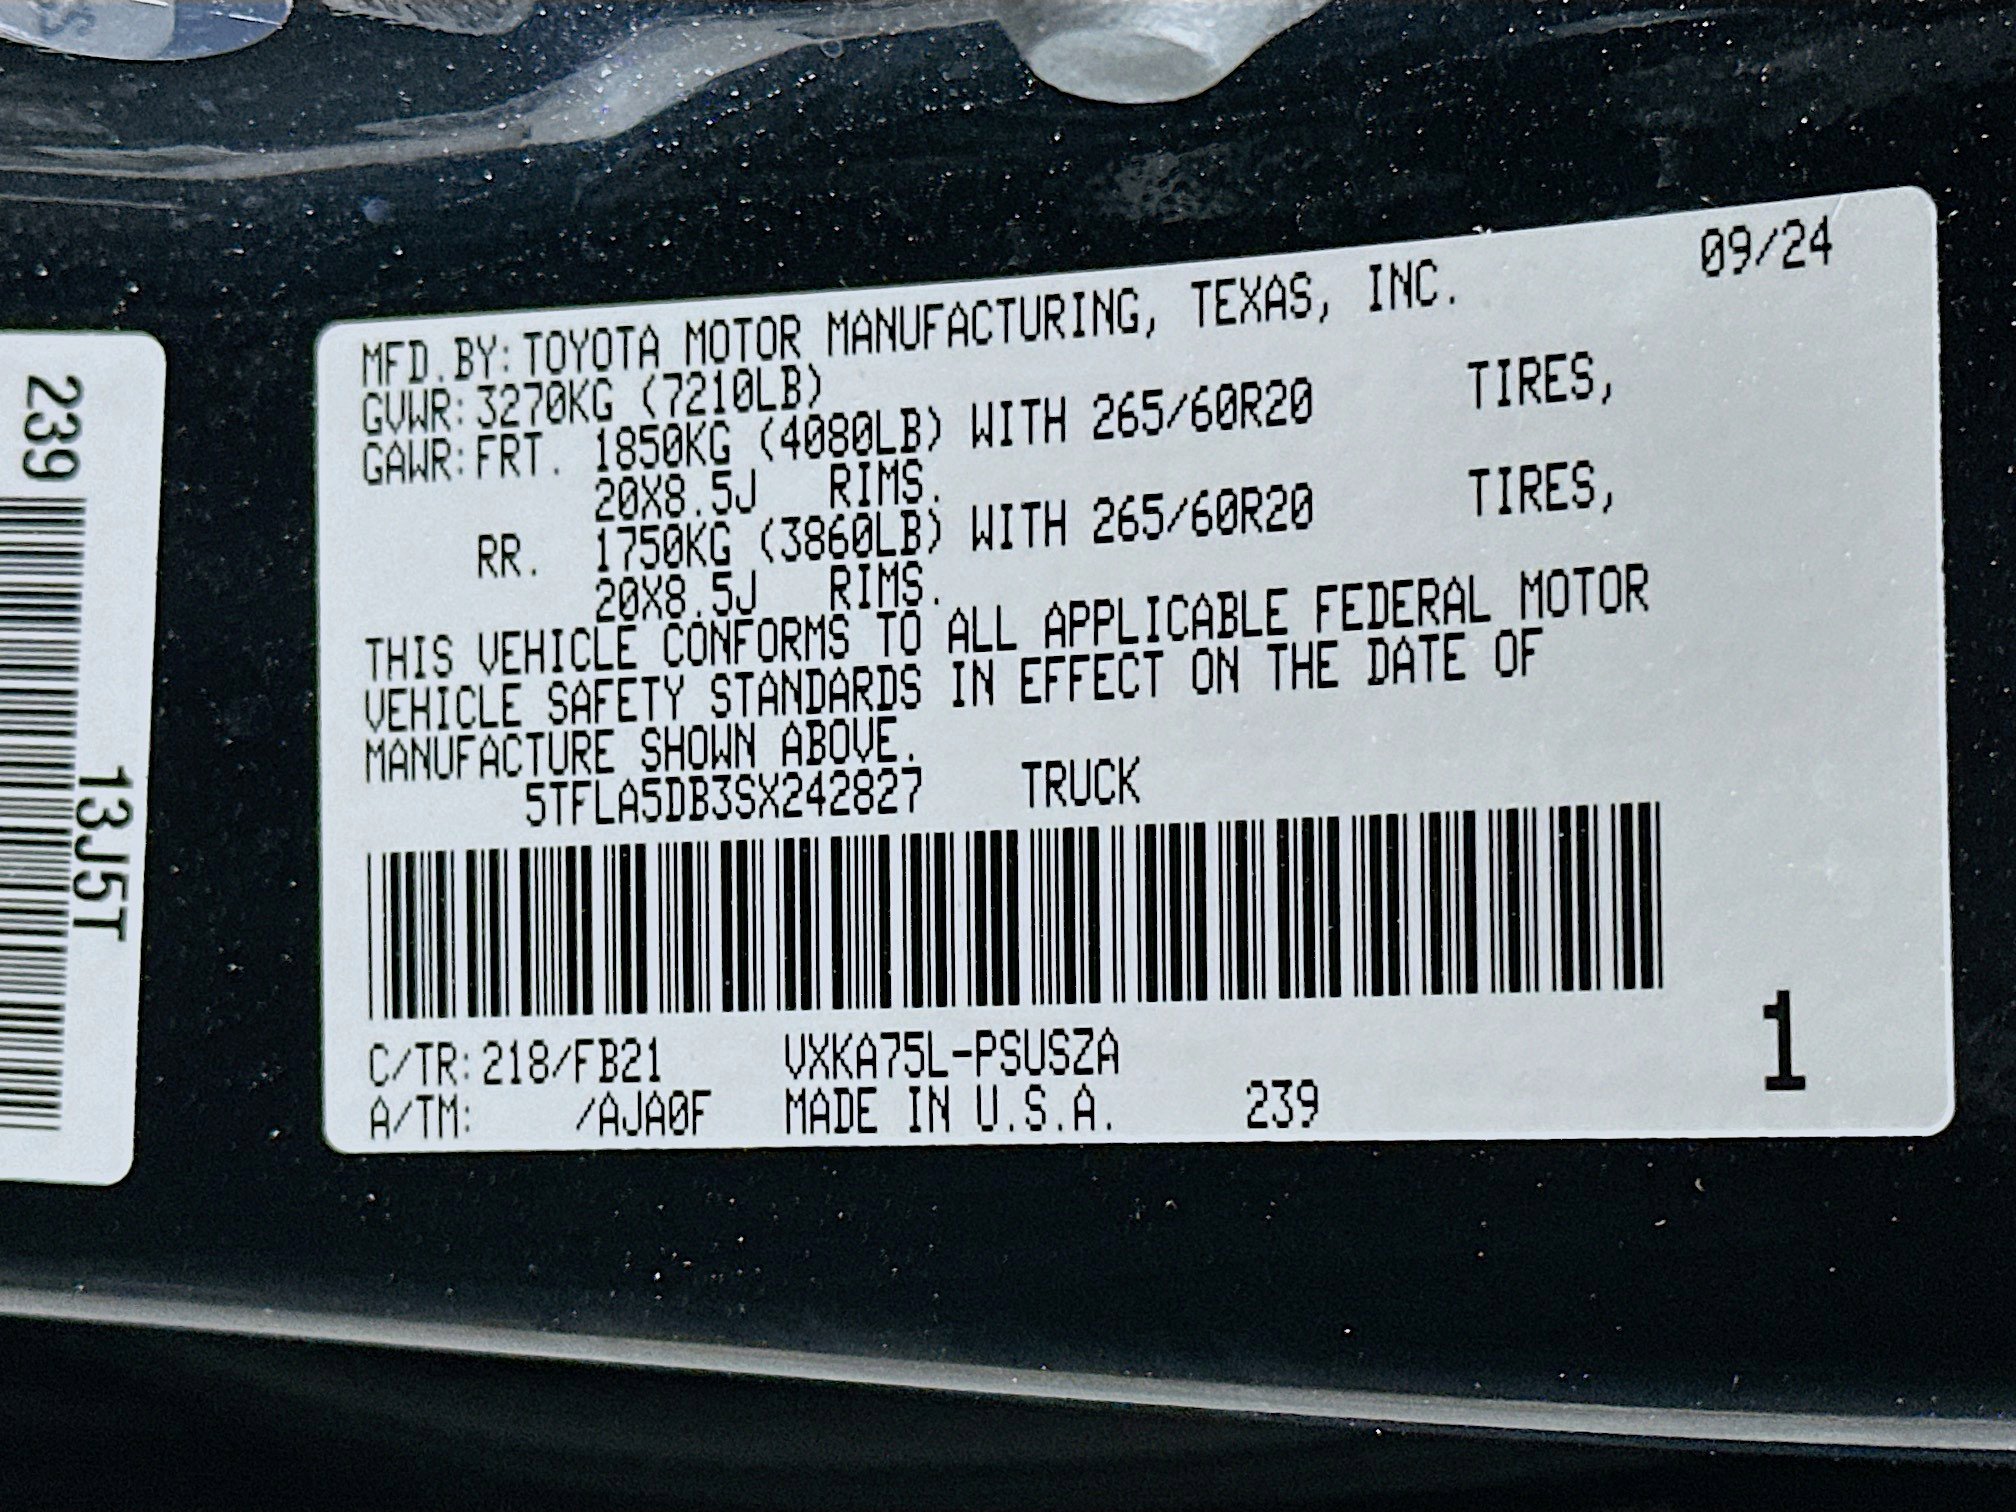 09/24
MFD.BY:TOYOTA MOTOR MANUFACTURING, TEXAS, INC.
GVWR:3270KG (7210LB)
GAWR:FRT. 1850KG (4080LB) WITH 265/60R20 TIRES,
20X8.5J RIMS.
RR. 1750KG (3860LB) WITH 265/60R20 TIRES,
20X8.5J RIMS.
THIS VEHICLE CONFORMS TO ALL APPLICABLE FEDERAL MOTOR
VEHICLE SAFETY STANDARDS IN EFFECT ON THE DATE OF
MANUFACTURE SHOWN ABOVE.
5TFLA5DB3SX242827 TRUCK
C/TR:218/FB21 VXKA75L-PSUSZA
A/TM: /AJA0F MADE IN U.S.A. 239
1
239
13J5T